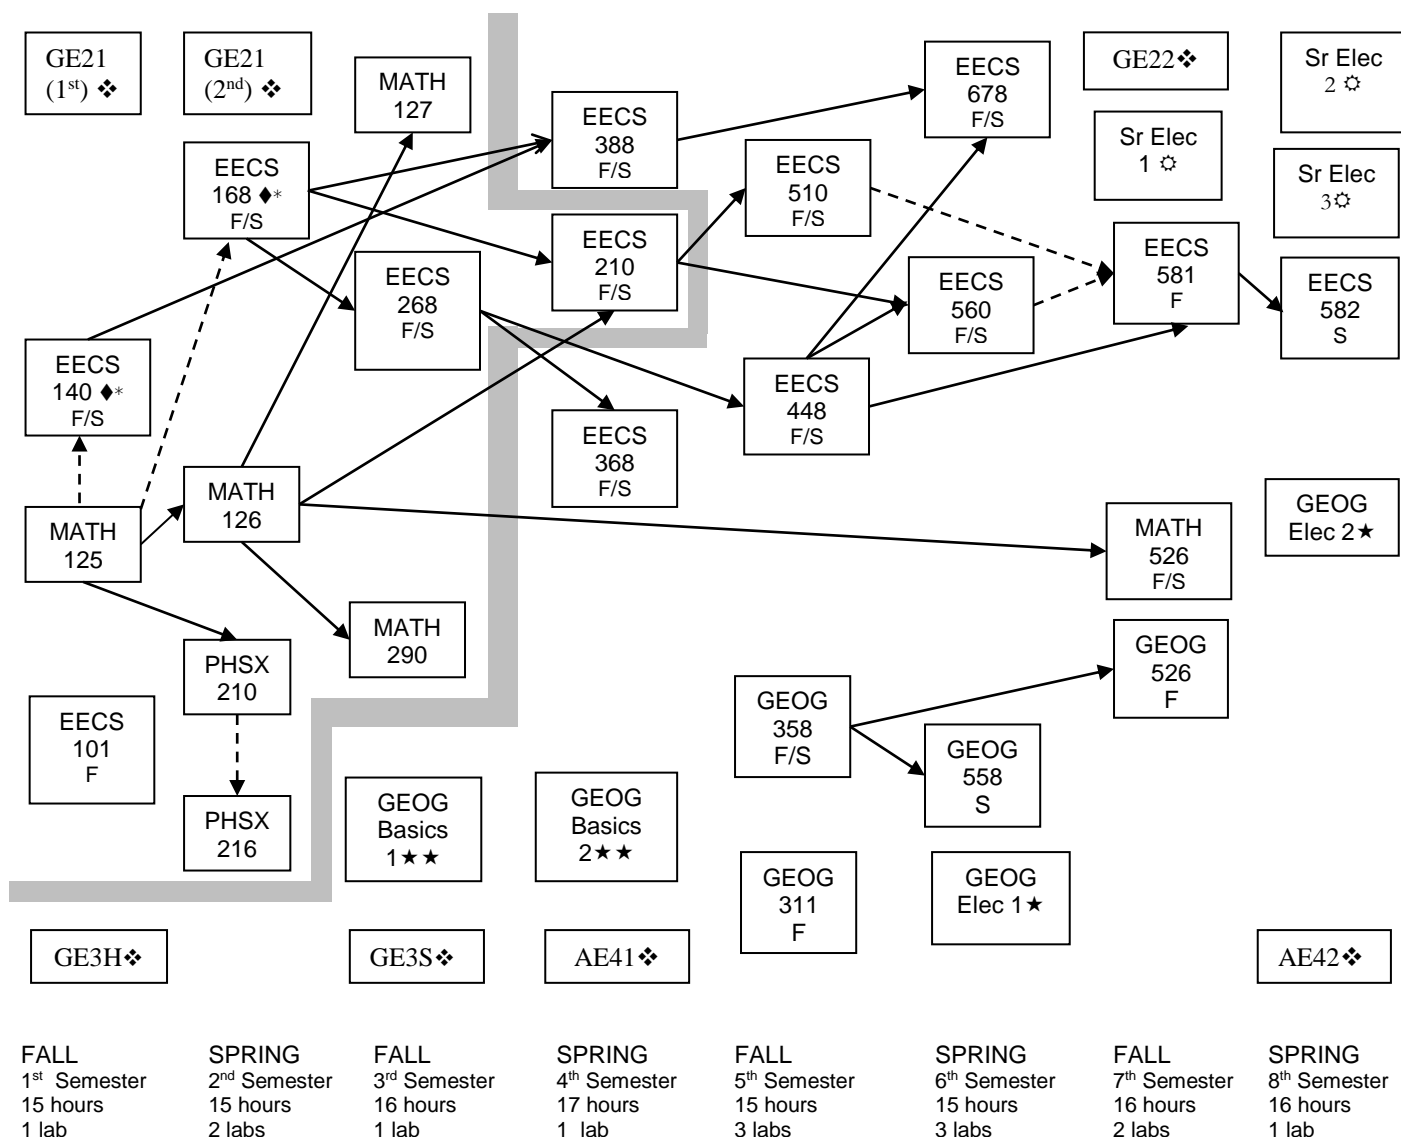 GE21
(1st) ❖
GE21
(2nd) ❖
MATH
127
EECS
388
F/S
EECS
678
F/S
GE22❖
Sr Elec
2 ☼
EECS
168 ♦*
F/S
EECS
510
F/S
Sr Elec
1 ☼
Sr Elec
3☼
EECS
268
F/S
EECS
210
F/S
EECS
560
F/S
EECS
581
F
EECS
582
S
EECS
140 ♦*
F/S
EECS
368
F/S
EECS
448
F/S
MATH
125
MATH
126
MATH
526
F/S
GEOG
Elec 2★
MATH
290
PHSX
210
GEOG
526
F
EECS
101
F
GEOG
358
F/S
GEOG
558
S
PHSX
216
GEOG
Basics
1★★
GEOG
Basics
2★★
GEOG
311
F
GEOG
Elec 1★
GE3H❖
GE3S❖
AE41❖
AE42❖
FALL
1st Semester
15 hours
1 lab
SPRING
2nd Semester
15 hours
2 labs
FALL
3rd Semester
16 hours
1 lab
SPRING
4th Semester
17 hours
1 lab
FALL
5th Semester
15 hours
3 labs
SPRING
6th Semester
15 hours
3 labs
FALL
7th Semester
16 hours
2 labs
SPRING
8th Semester
16 hours
1 lab